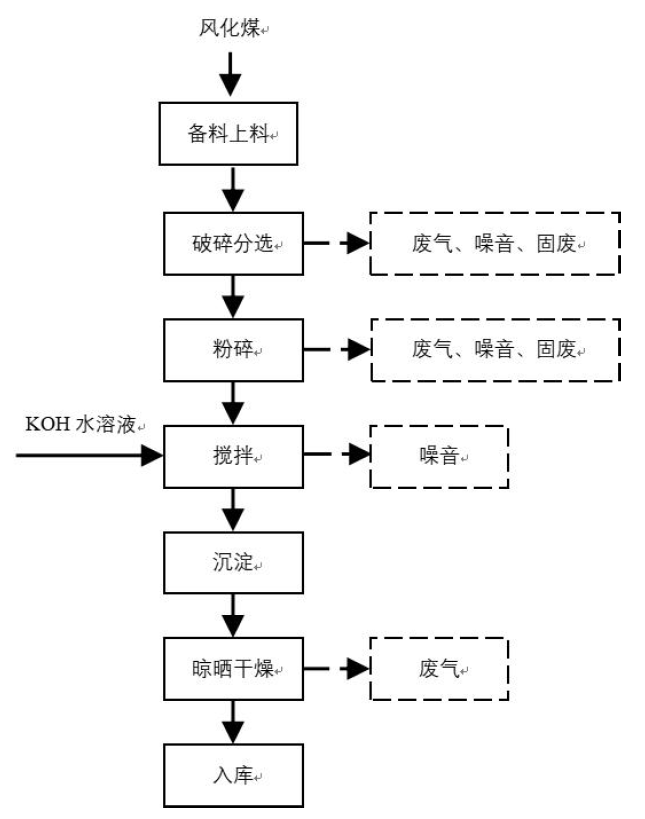 风化煤
备料上料
破碎分选
废气、噪音、固废
粉碎
废气、噪音、固废
KOH 水溶液
搅拌
噪音
沉淀
晾晒干燥
废气
入库